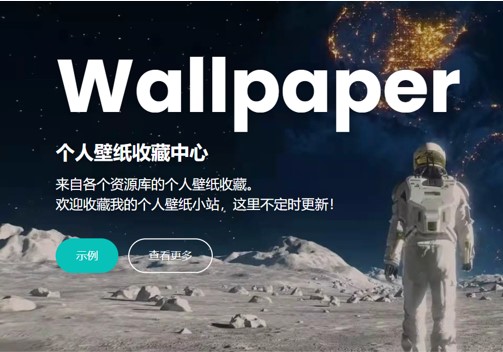 Wallpaper
个人壁纸收藏中心
来自各个资源库的个人壁纸收藏。
欢迎收藏我的个人壁纸小站，这里不定时更新！
示例
查看更多